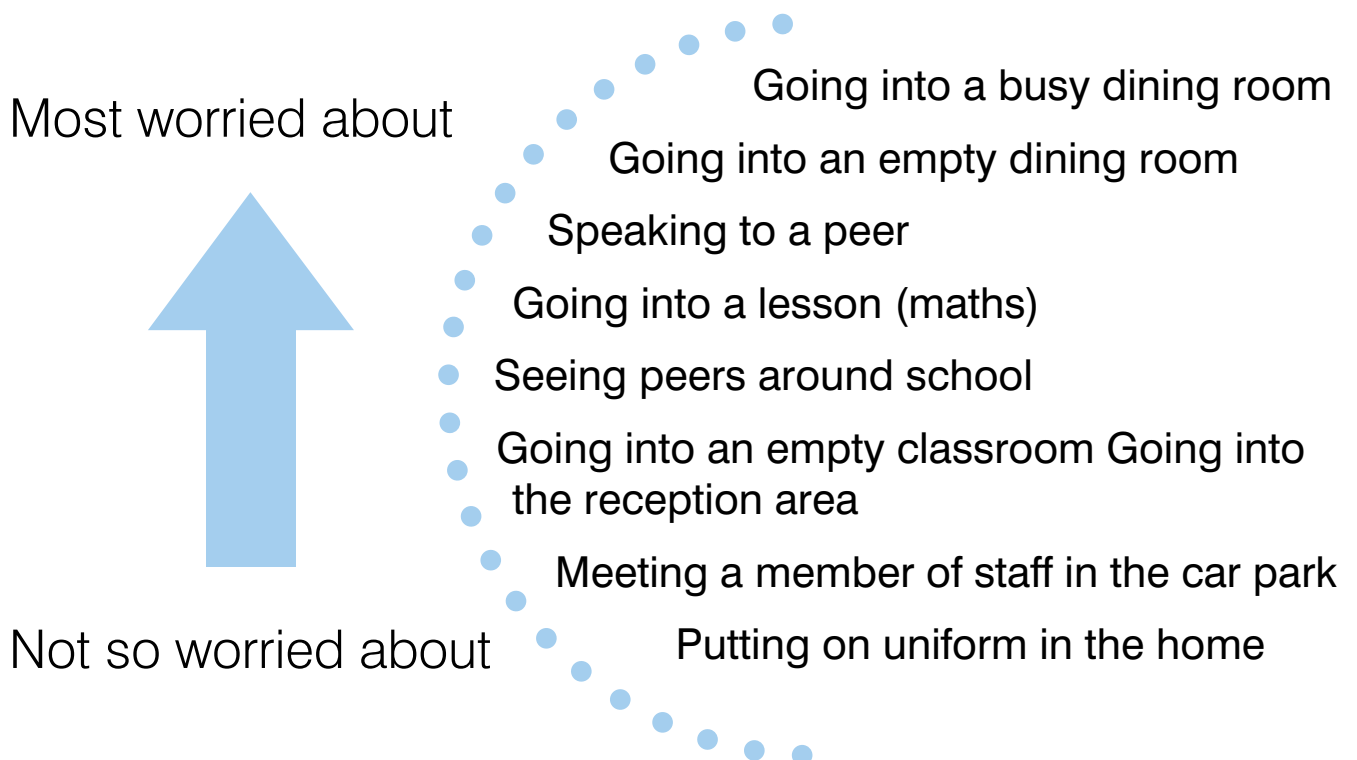 Most worried about
Not so worried about
Going into a busy dining room
Going into an empty dining room
Speaking to a peer
Going into a lesson (maths)
Seeing peers around school
Going into an empty classroom Going into
the reception area
Meeting a member of staff in the car park
Putting on uniform in the home